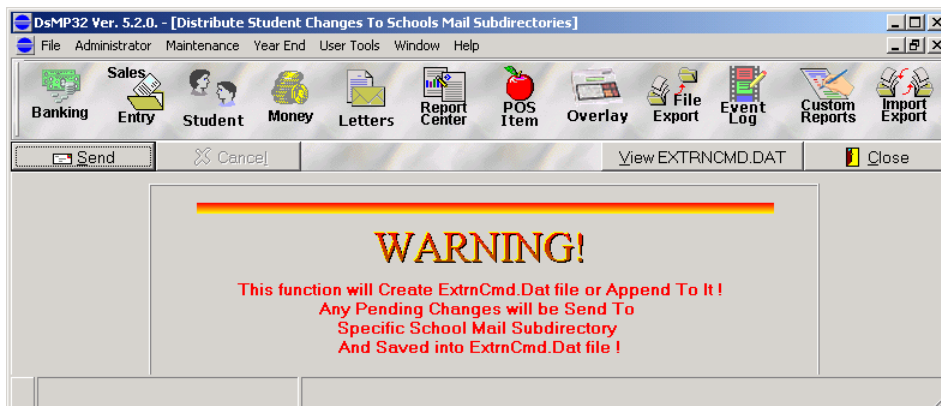 DsMP32 Ver. 5.2.0. - [Distribute Student Changes To Schools Mail Subdirectories]
File Administrator Maintenance Year End User Tools Window Help
Banking
Sales
Entry
Student
Money
Letters
Report
Center
POS
Item
Overlay
File
Export
Event
Log
Custom
Reports
Import
Export
Send
Cancel
View EXTRNCMD.DAT
Close
WARNING!
This function will Create ExtrnCmd.Dat file or Append To It !
Any Pending Changes will be Send To
Specific School Mail Subdirectory
And Saved into ExtrnCmd.Dat file !